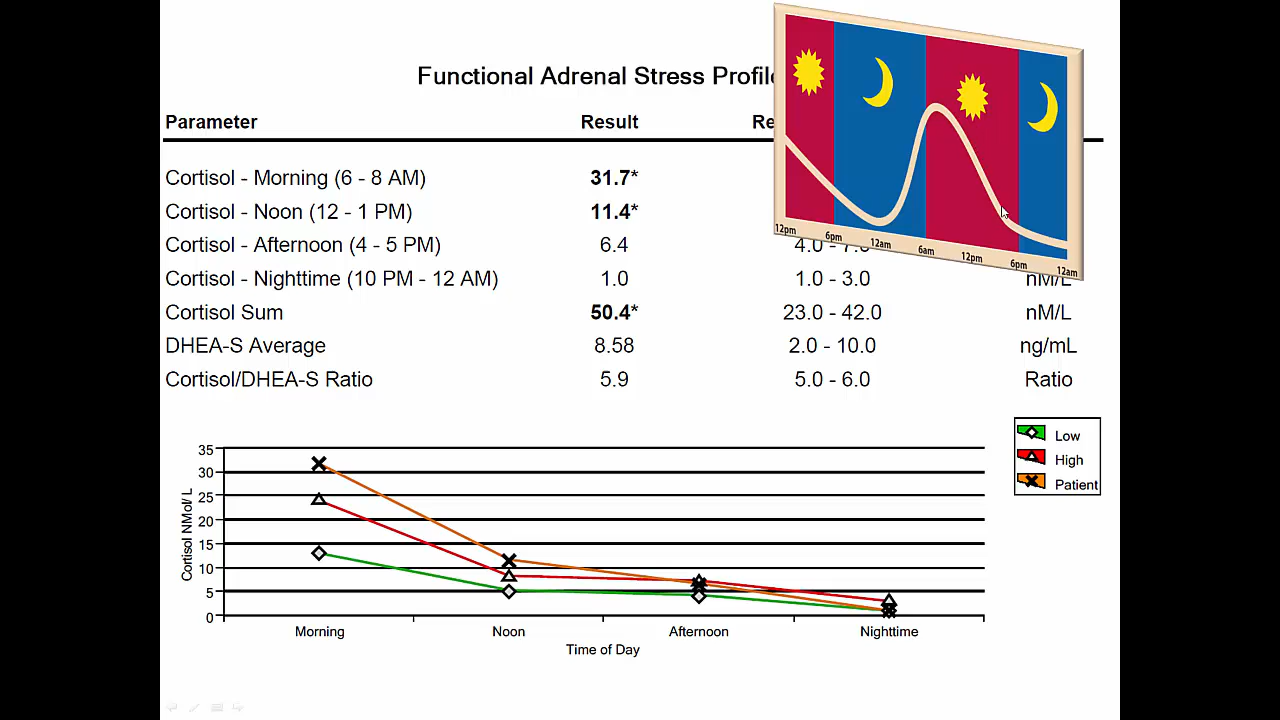 Functional Adrenal Stress Profile
Parameter Result
Cortisol - Morning (6 - 8 AM) 31.7*
Cortisol - Noon (12 - 1 PM) 11.4*
Cortisol - Afternoon (4 - 5 PM) 6.4
Cortisol - Nighttime (10 PM - 12 AM) 1.0 1.0 - 3.0 nM/L
Cortisol Sum 50.4* 23.0 - 42.0 nM/L
DHEA-S Average 8.58 2.0 - 10.0 ng/mL
Cortisol/DHEA-S Ratio 5.9 5.0 - 6.0 Ratio
12pm 6pm 12am 6am 12pm 6pm 12am
35
30
25
20
15
10
5
0
Cortisol NMol/ L
Morning Noon Afternoon Nighttime
Time of Day
Low
High
Patient